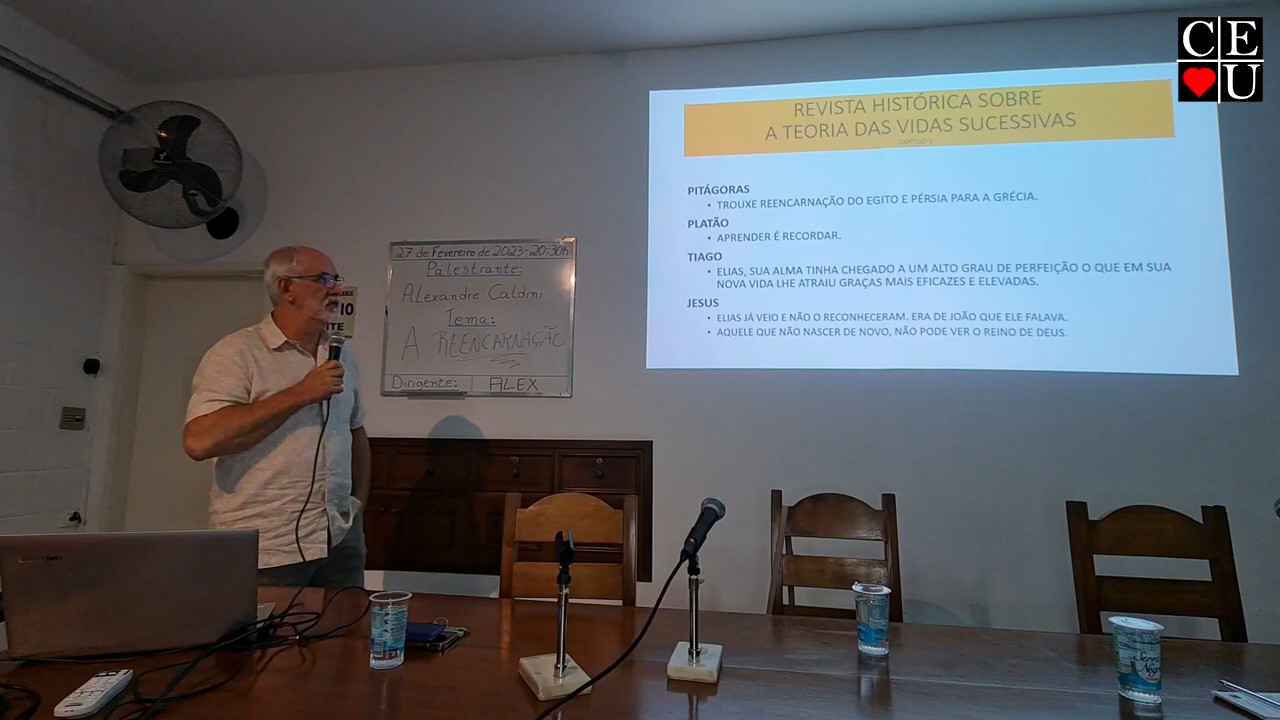 CE
U
REVISTA HISTÓRICA SOBRE
A TEORIA DAS VIDAS SUCESSIVAS
CAPÍTULO 5
PITÁGORAS
• TROUXE REENCARNAÇÃO DO EGITO E PÉRSIA PARA A GRÉCIA.
PLATÃO
• APRENDER É RECORDAR.
TIAGO
• ELIAS, SUA ALMA TINHA CHEGADO A UM ALTO GRAU DE PERFEIÇÃO O QUE EM SUA
NOVA VIDA LHE ATRAIU GRAÇAS MAIS EFICAZES E ELEVADAS.
JESUS
• ELIAS JÁ VEIO E NÃO O RECONHECERAM. ERA DE JOÃO QUE ELE FALAVA.
• AQUELE QUE NÃO NASCER DE NOVO, NÃO PODE VER O REINO DE DEUS.
27 de Fevereiro de 2023-20:30h
Palestrante:
ALexandre Caldini
Tema:
A REENCARNAÇÃO
Dirigente: ALEX